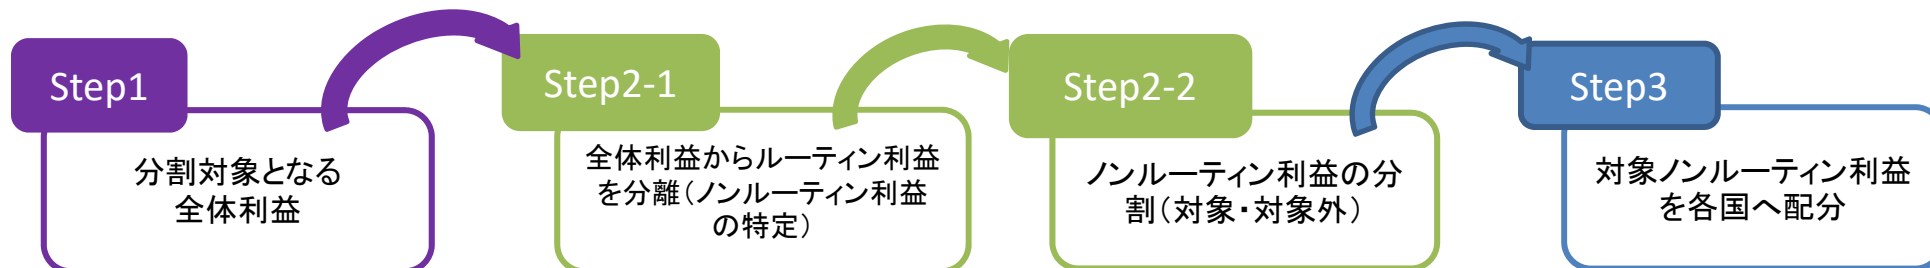 Step1
分割対象となる
全体利益
Step2-1
全体利益からルーティン利益
を分離（ノンルーティン利益
の特定）
Step2-2
ノンルーティン利益の分
割（対象・対象外）
Step3
対象ノンルーティン利益
を各国へ配分